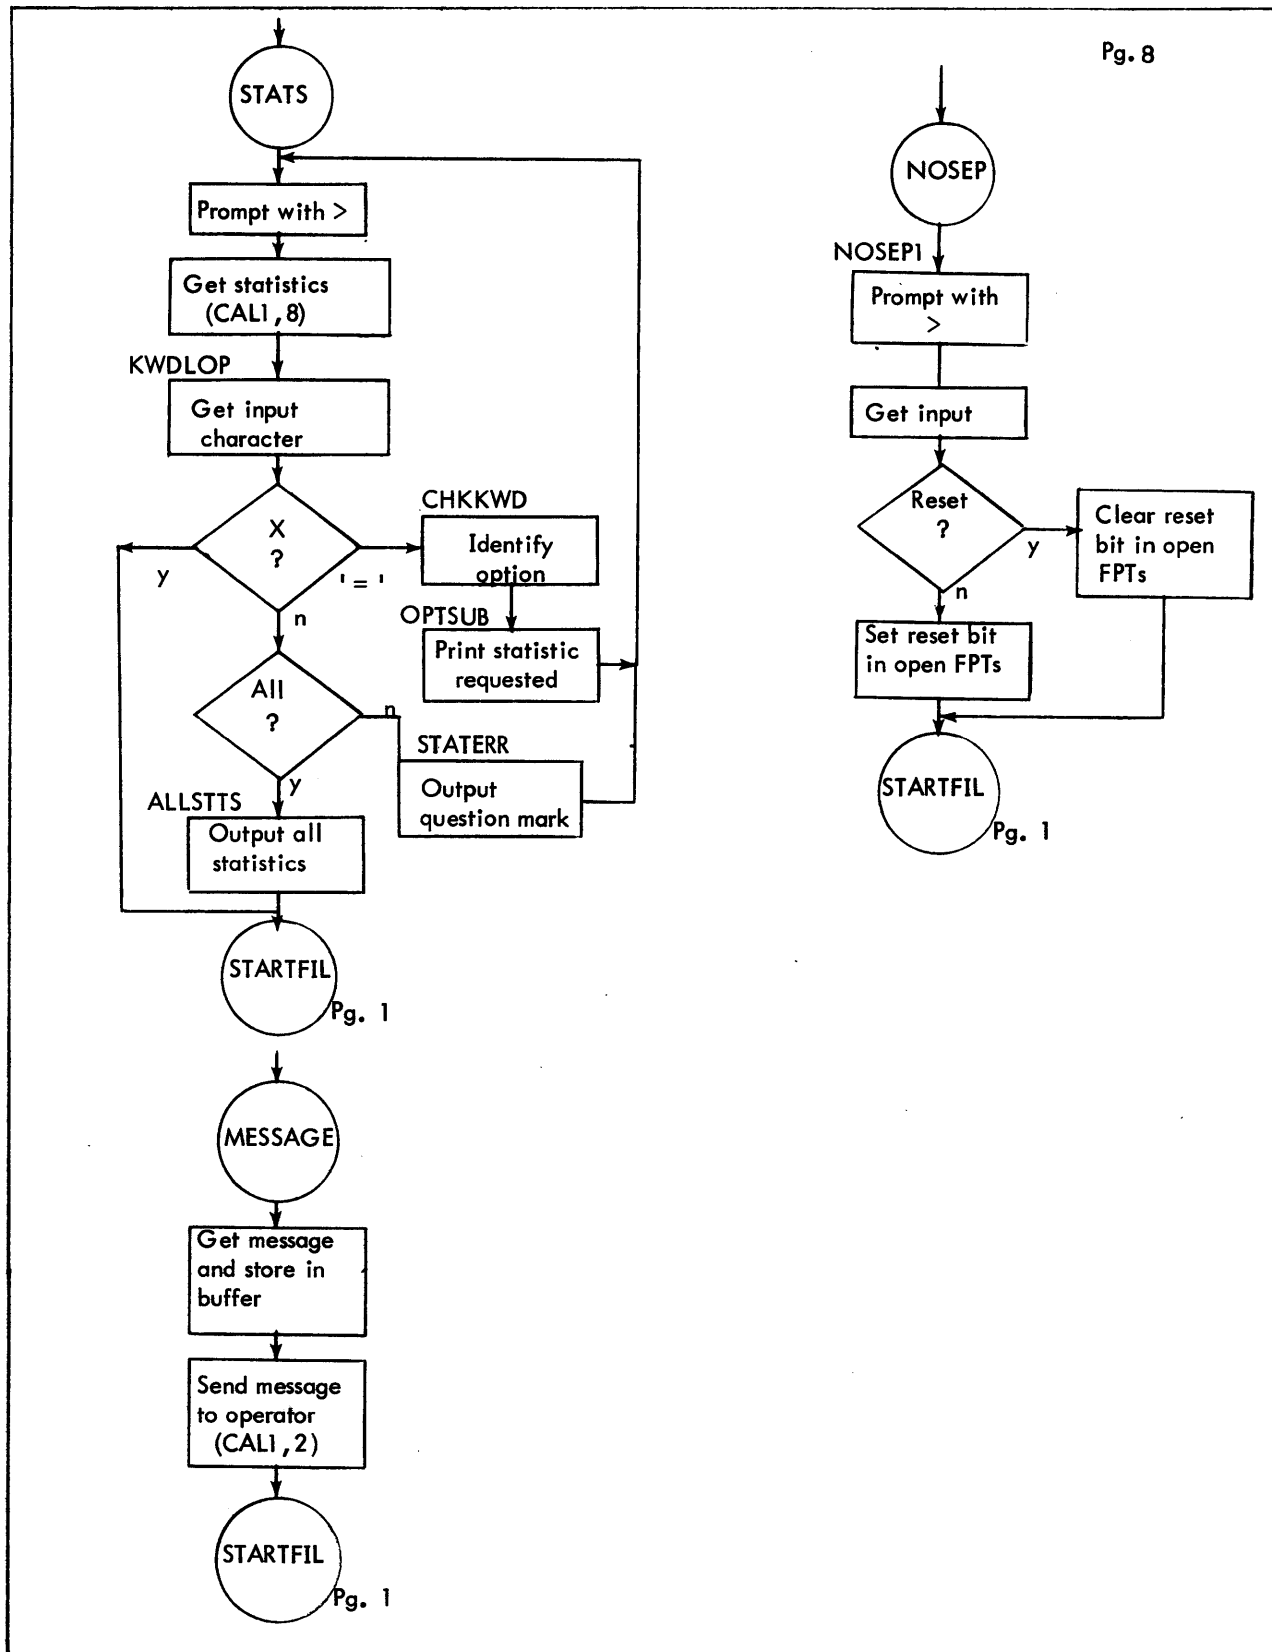 Pg. 8
STATS
Prompt with >
Get statistics
(CAL1,8)
KWDLOP
Get input
character
X
?
y
' = '
n
CHKKWD
Identify
option
OPTSUB
Print statistic
requested
All
?
n
y
STATERR
Output
question mark
ALLSTTS
Output all
statistics
STARTFIL
Pg. 1
MESSAGE
Get message
and store in
buffer
Send message
to operator
(CAL1,2)
STARTFIL
Pg. 1
NOSEP
NOSEP1
Prompt with
>
Get input
Reset
?
y
n
Clear reset
bit in open
FPTs
Set reset bit
in open FPTs
STARTFIL
Pg. 1